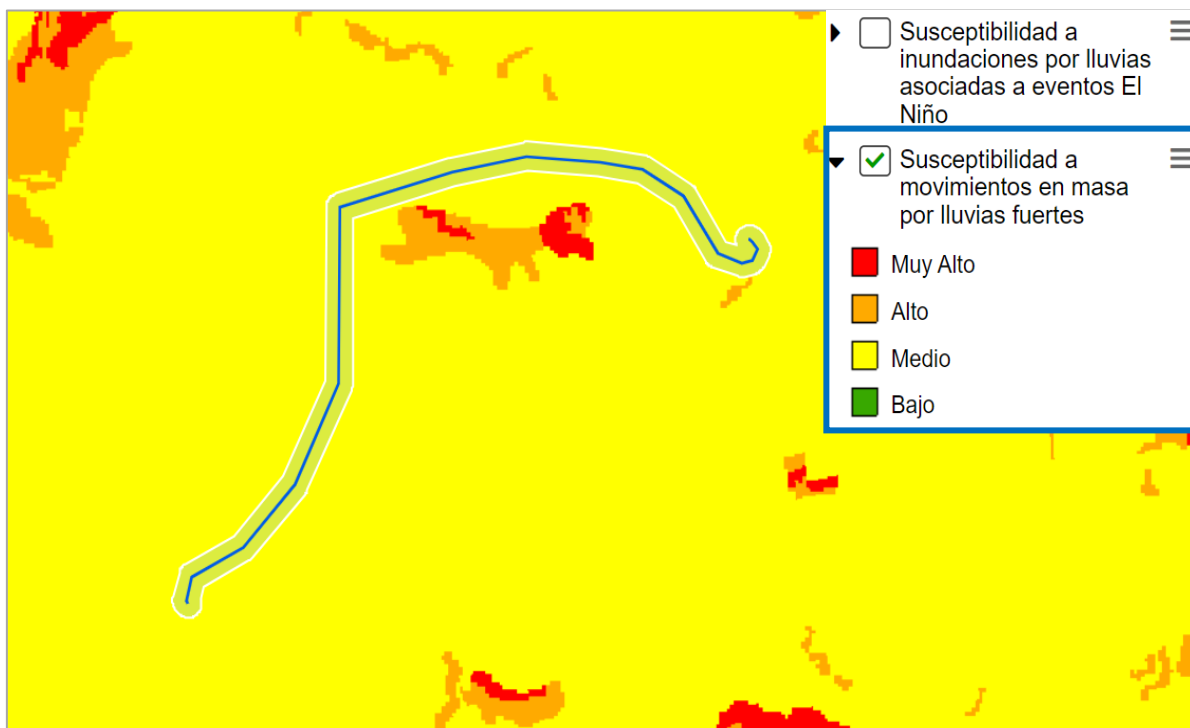 Susceptibilidad a
inundaciones por lluvias
asociadas a eventos El
Niño
Susceptibilidad a
movimientos en masa
por lluvias fuertes
Muy Alto
Alto
Medio
Bajo